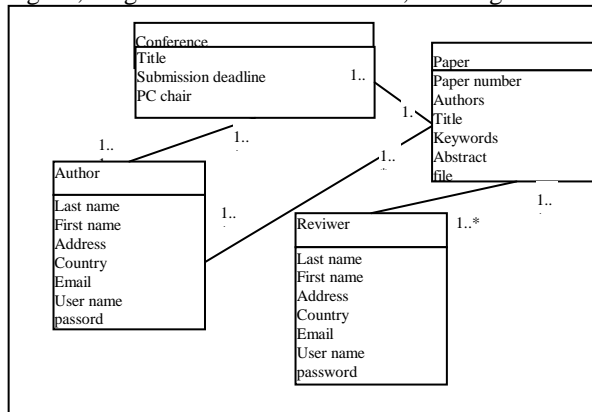 Conference
Title
Submission deadline
PC chair
1..
1.
Paper
Paper number
Authors
Title
Keywords
Abstract
file
1..
1..
1..
*
1..
1..
1..*
Author
Last name
First name
Address
Country
Email
User name
passord
Reviwer
Last name
First name
Address
Country
Email
User name
password